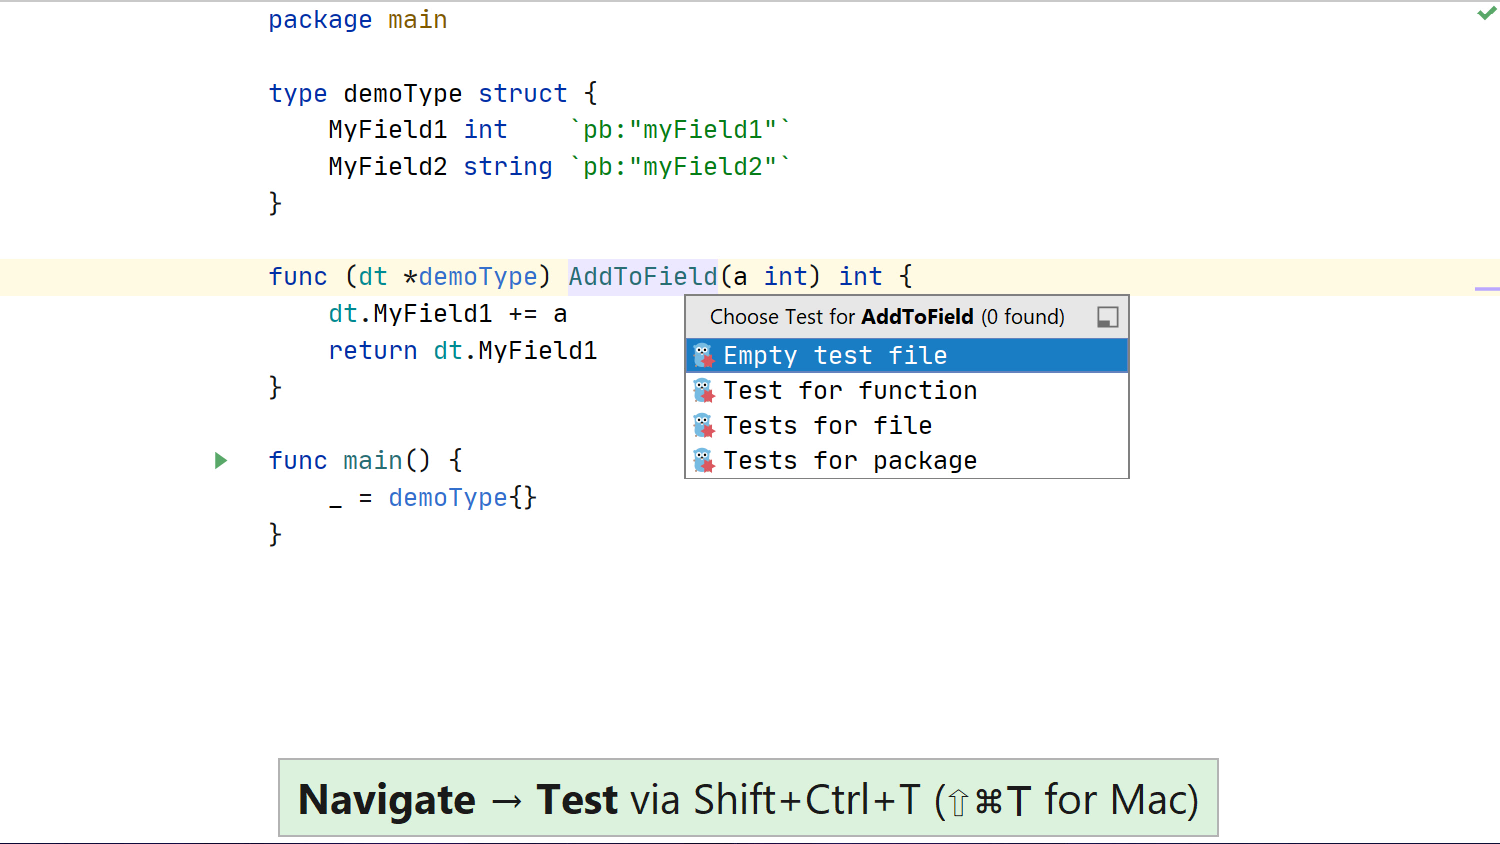 package main
type demoType struct {
    MyField1 int    `pb:"myField1"`
    MyField2 string `pb:"myField2"`
}
func (dt *demoType) AddToField(a int) int {
    dt.MyField1 += a
    return dt.MyField1
}
Choose Test for AddToField (0 found)
Empty test file
Test for function
Tests for file
Tests for package
func main() {
    _ = demoType{}
}
Navigate → Test via Shift+Ctrl+T (⇧⌘T for Mac)